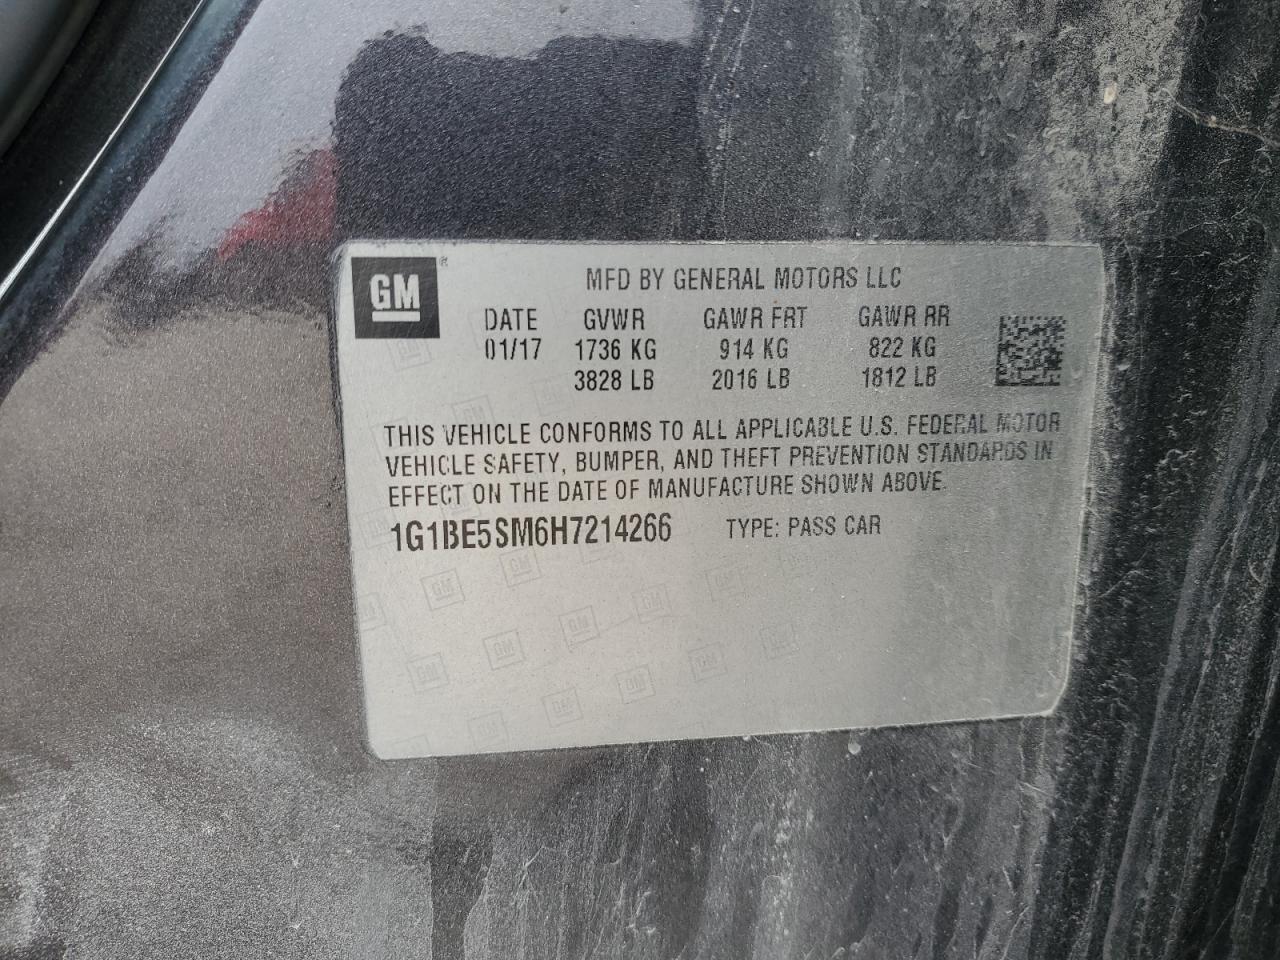 GM®
MFD BY GENERAL MOTORS LLC
DATE GVWR GAWR FRT GAWR RR
01/17 1736 KG 914 KG 822 KG
3828 LB 2016 LB 1812 LB
THIS VEHICLE CONFORMS TO ALL APPLICABLE U.S. FEDERAL MOTOR
VEHICLE SAFETY, BUMPER, AND THEFT PREVENTION STANDARDS IN
EFFECT ON THE DATE OF MANUFACTURE SHOWN ABOVE.
1G1BE5SM6H7214266 TYPE: PASS CAR